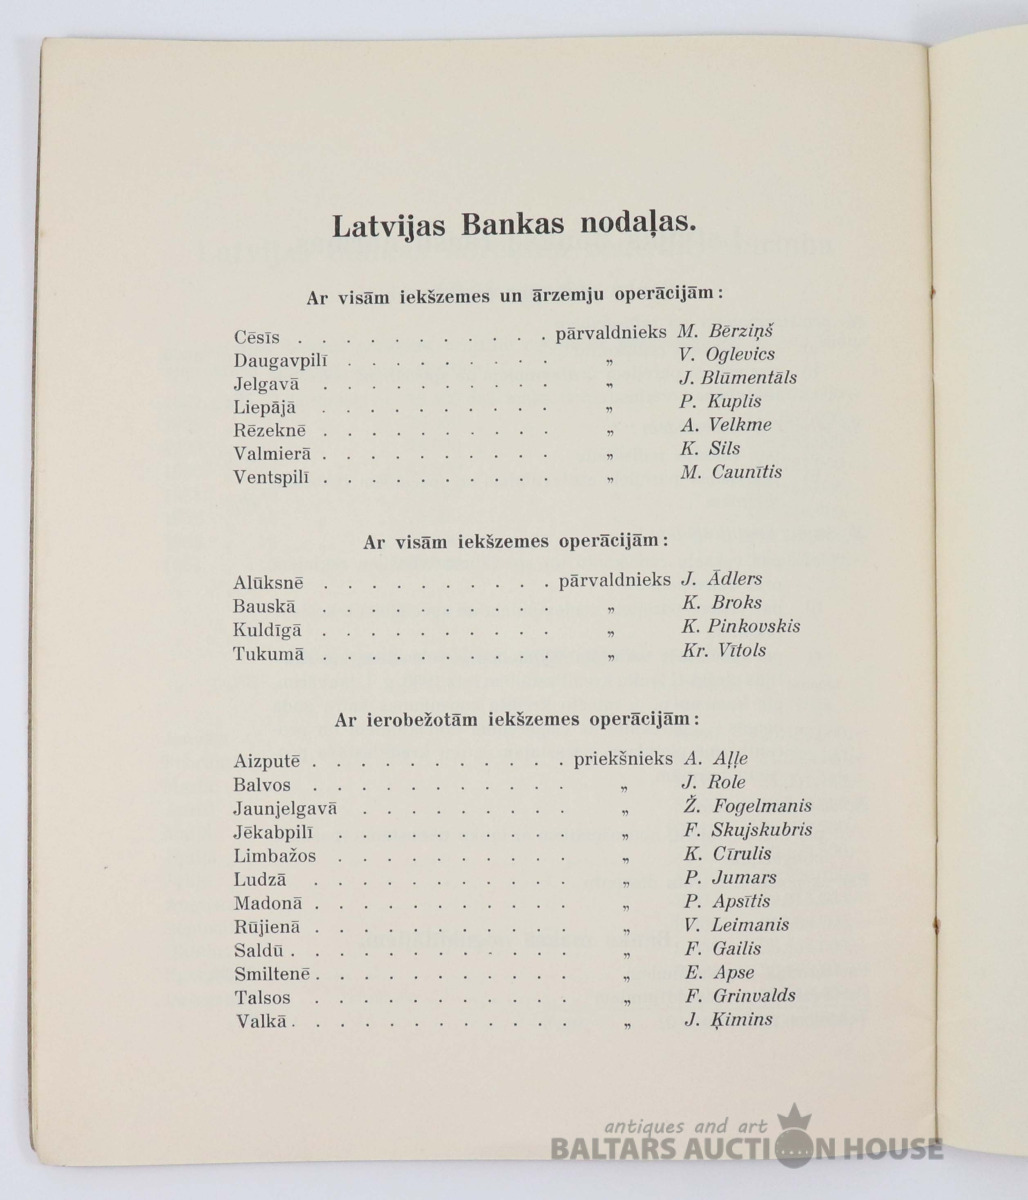 Latvijas Bankas nodaļas.
Ar visām iekšzemes un ārzemju operācijām:
Cēsīs . . . . . . . . . . . pārvaldnieks M. Bērziņš
Daugavpilī . . . . . . . . . „ V. Oglevics
Jelgavā . . . . . . . . . . „ J. Blūmentāls
Liepājā . . . . . . . . . . „ P. Kuplis
Rēzeknē . . . . . . . . . . „ A. Velkme
Valmierā . . . . . . . . . . „ K. Sils
Ventspilī . . . . . . . . . . „ M. Caunītis
Ar visām iekšzemes operācijām:
Alūksnē . . . . . . . . . . pārvaldnieks J. Ādlers
Bauskā . . . . . . . . . . „ K. Broks
Kuldīgā . . . . . . . . . . „ K. Pinkovskis
Tukumā . . . . . . . . . . „ Kr. Vītols
Ar ierobežotām iekšzemes operācijām:
Aizputē . . . . . . . . . . . priekšnieks A. Aļļe
Balvos . . . . . . . . . . . „ J. Role
Jaunjelgavā . . . . . . . . . „ Ž. Fogelmanis
Jēkabpilī . . . . . . . . . . „ F. Skujskubris
Limbažos . . . . . . . . . . „ K. Cīrulis
Ludzā . . . . . . . . . . . „ P. Jumars
Madonā . . . . . . . . . . . „ P. Apsītis
Rūjienā . . . . . . . . . . . „ V. Leimanis
Saldū . . . . . . . . . . . . „ F. Gailis
Smiltenē . . . . . . . . . . . „ E. Apse
Talsos . . . . . . . . . . . „ F. Grinvalds
Valkā . . . . . . . . . . . . „ J. Ķimins
antiques and art
BALTARS AUCTION HOUSE